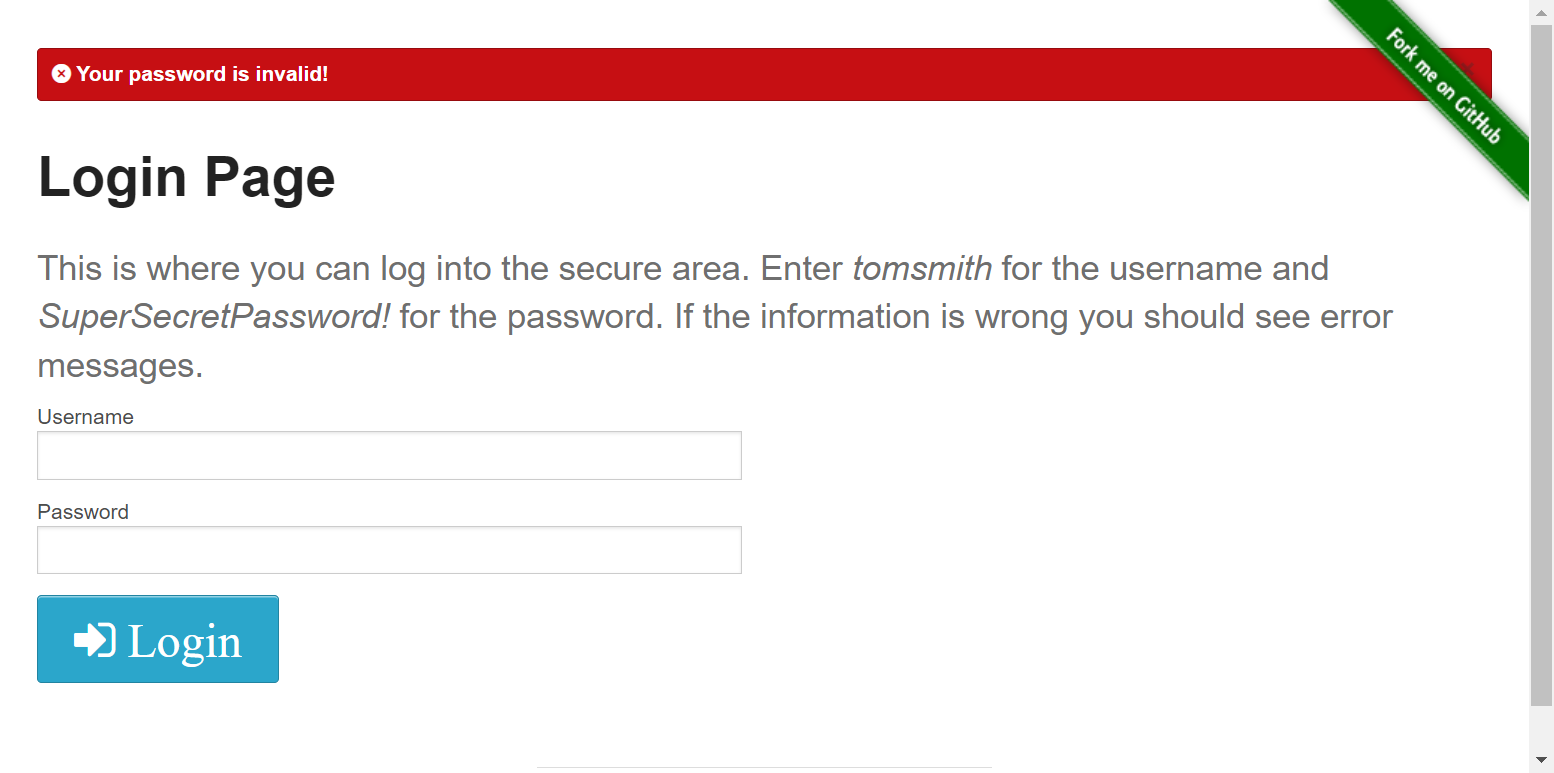 Your password is invalid!
Fork me on GitHub
Login Page
This is where you can log into the secure area. Enter tomsmith for the username and
SuperSecretPassword! for the password. If the information is wrong you should see error
messages.
Username
Password
Login